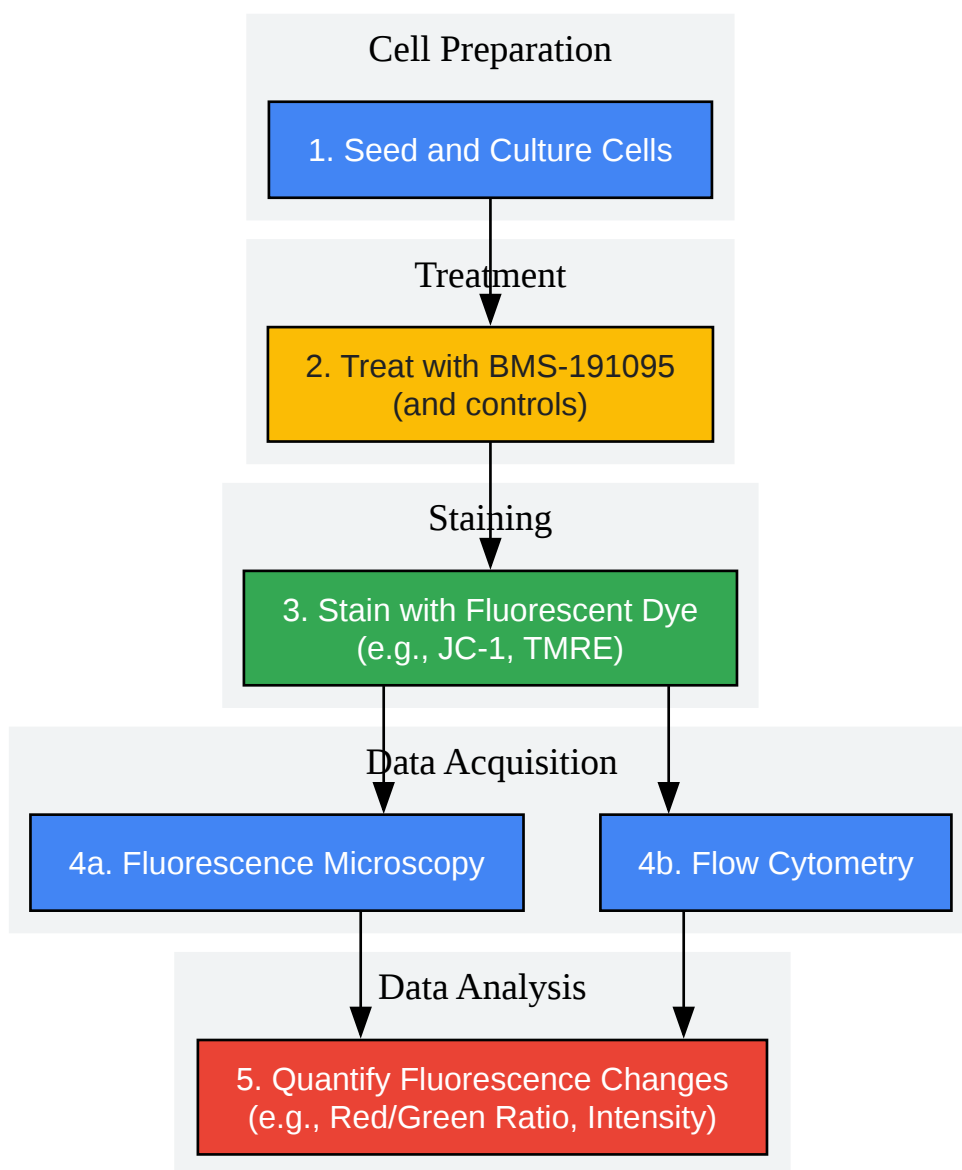 Cell Preparation
1. Seed and Culture Cells
Treatment
2. Treat with BMS-191095
(and controls)
Staining
3. Stain with Fluorescent Dye
(e.g., JC-1, TMRE)
Data Acquisition
4a. Fluorescence Microscopy
4b. Flow Cytometry
Data Analysis
5. Quantify Fluorescence Changes
(e.g., Red/Green Ratio, Intensity)